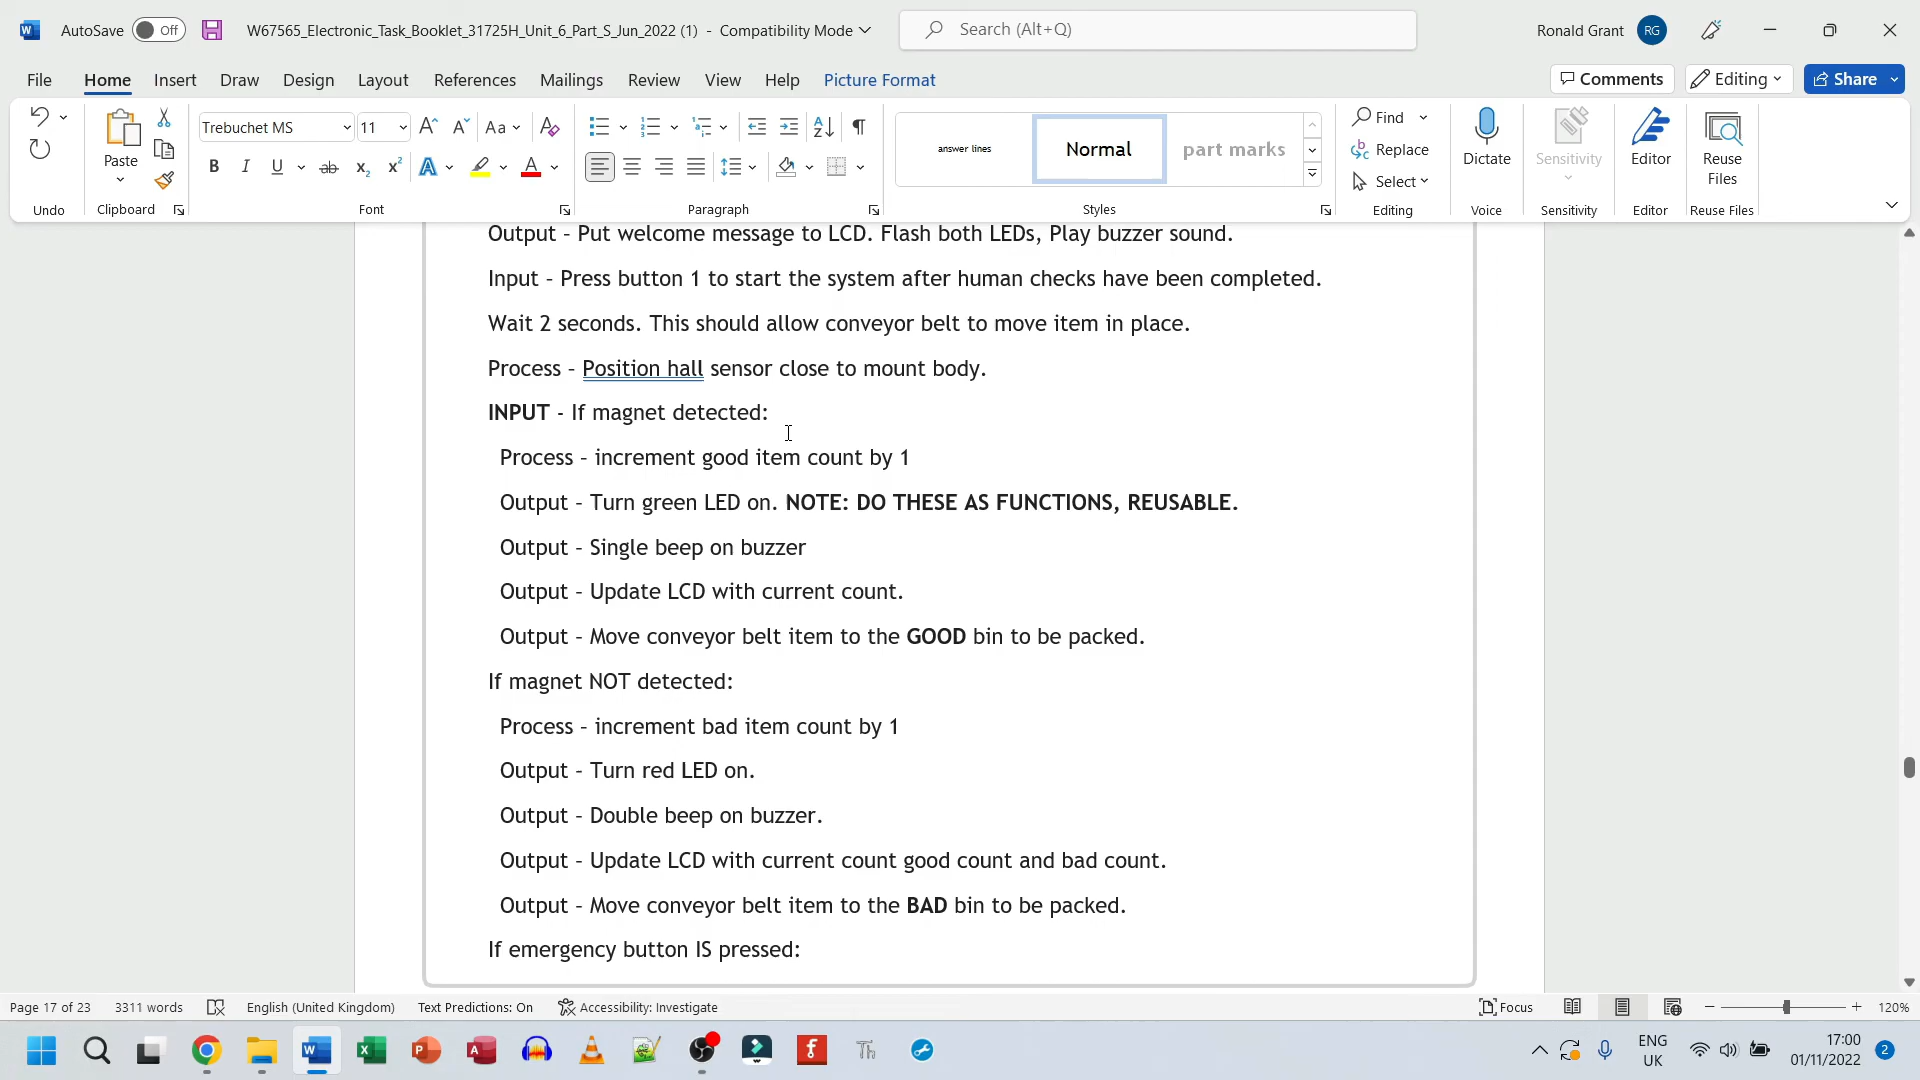 AutoSave Off W67565_Electronic_Task_Booklet_31725H_Unit_6_Part_S_Jun_2022 (1) - Compatibility Mode Search (Alt+Q) Ronald Grant RG
File Home Insert Draw Design Layout References Mailings Review View Help Picture Format Comments Editing Share
Trebuchet MS 11 Aa answer lines Normal part marks Find
Paste B I U ab x₂ x² A A Replace Dictate Sensitivity Editor Reuse Files
Select
Undo Clipboard Font Paragraph Styles Editing Voice Sensitivity Editor Reuse Files
Output - Put welcome message to LCD. Flash both LEDs, Play buzzer sound.
Input - Press button 1 to start the system after human checks have been completed.
Wait 2 seconds. This should allow conveyor belt to move item in place.
Process - Position hall sensor close to mount body.
INPUT - If magnet detected:
Process - increment good item count by 1
Output - Turn green LED on. NOTE: DO THESE AS FUNCTIONS, REUSABLE.
Output - Single beep on buzzer
Output - Update LCD with current count.
Output - Move conveyor belt item to the GOOD bin to be packed.
If magnet NOT detected:
Process - increment bad item count by 1
Output - Turn red LED on.
Output - Double beep on buzzer.
Output - Update LCD with current count good count and bad count.
Output - Move conveyor belt item to the BAD bin to be packed.
If emergency button IS pressed:
Page 17 of 23 3311 words English (United Kingdom) Text Predictions: On Accessibility: Investigate Focus 120%
ENG 17:00
UK 01/11/2022 2